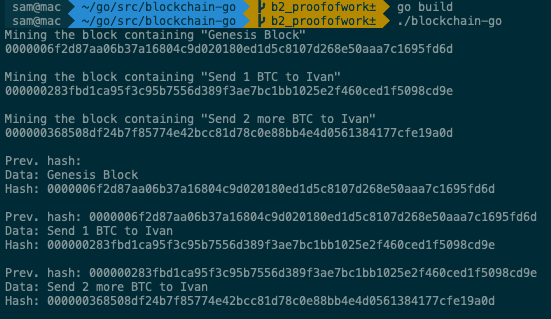 sam@mac ~/go/src/blockchain-go b2_proofofwork± go build
sam@mac ~/go/src/blockchain-go b2_proofofwork± ./blockchain-go
Mining the block containing "Genesis Block"
0000006f2d87aa06b37a16804c9d020180ed1d5c8107d268e50aaa7c1695fd6d
Mining the block containing "Send 1 BTC to Ivan"
000000283fbd1ca95f3c95b7556d389f3ae7bc1bb1025e2f460ced1f5098cd9e
Mining the block containing "Send 2 more BTC to Ivan"
000000368508df24b7f85774e42bcc81d78c0e88bb4e4d0561384177cfe19a0d
Prev. hash:
Data: Genesis Block
Hash: 0000006f2d87aa06b37a16804c9d020180ed1d5c8107d268e50aaa7c1695fd6d
Prev. hash: 0000006f2d87aa06b37a16804c9d020180ed1d5c8107d268e50aaa7c1695fd6d
Data: Send 1 BTC to Ivan
Hash: 000000283fbd1ca95f3c95b7556d389f3ae7bc1bb1025e2f460ced1f5098cd9e
Prev. hash: 000000283fbd1ca95f3c95b7556d389f3ae7bc1bb1025e2f460ced1f5098cd9e
Data: Send 2 more BTC to Ivan
Hash: 000000368508df24b7f85774e42bcc81d78c0e88bb4e4d0561384177cfe19a0d